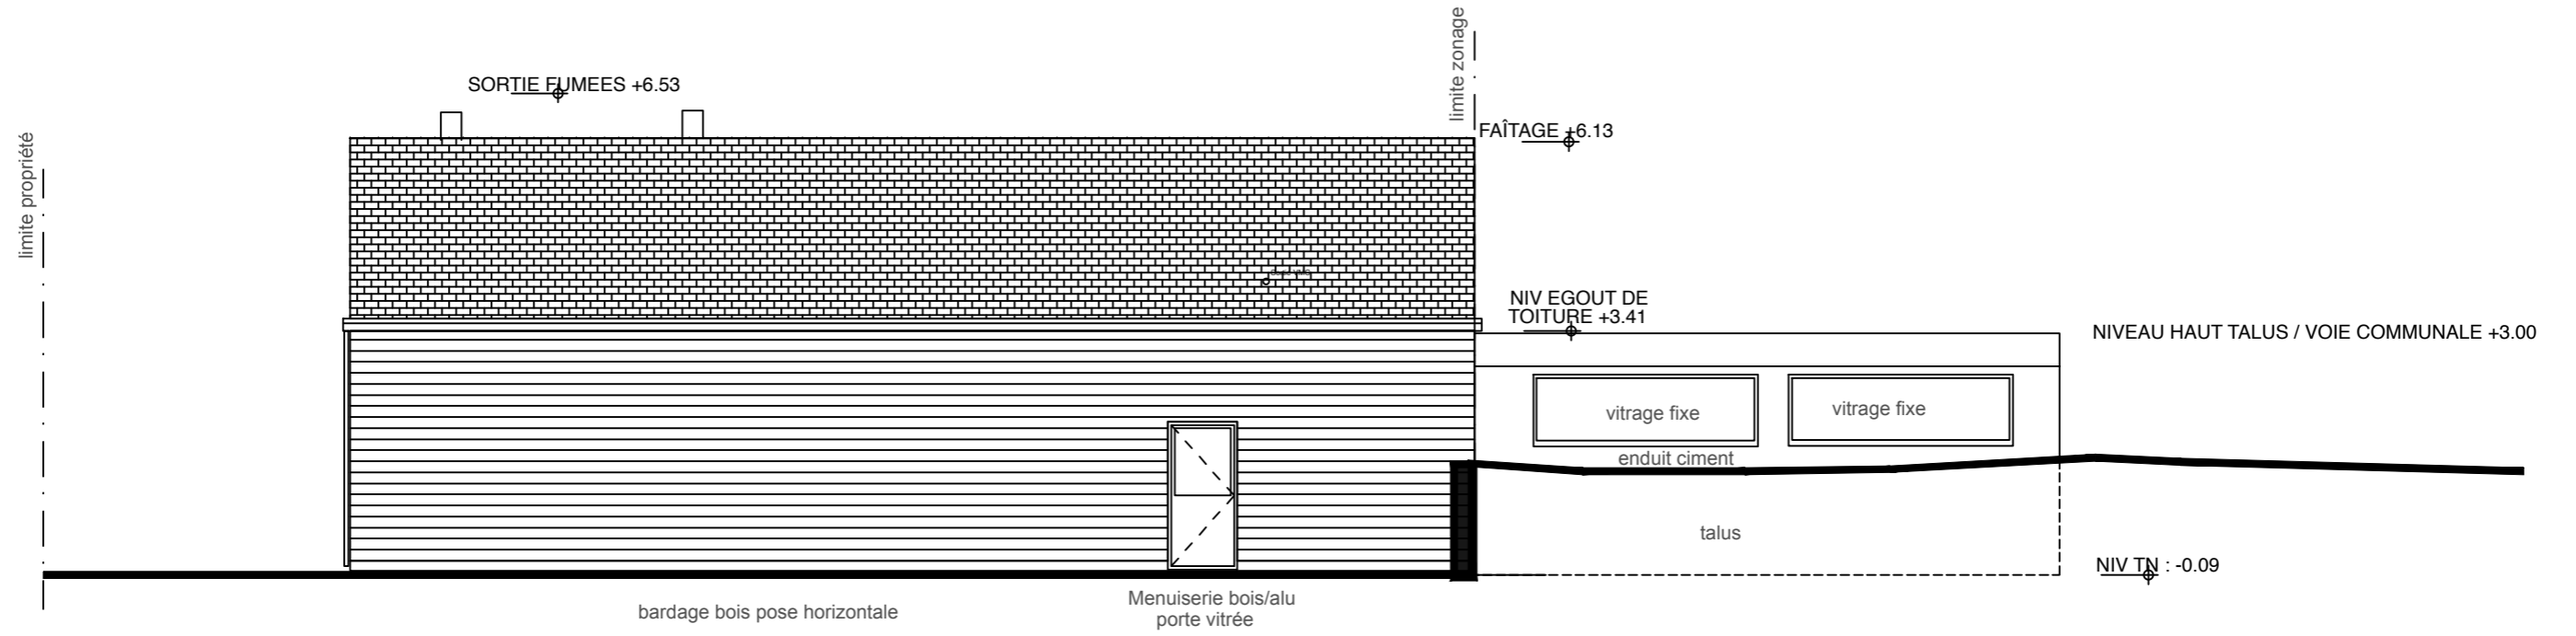 limite zonage
SORTIE FUMEES +6.53
FAÎTAGE +6.13
limite propriété
NIV EGOUT DE
TOITURE +3.41
NIVEAU HAUT TALUS / VOIE COMMUNALE +3.00
vitrage fixe
vitrage fixe
enduit ciment
talus
NIV TN : -0.09
bardage bois pose horizontale
Menuiserie bois/alu
porte vitrée